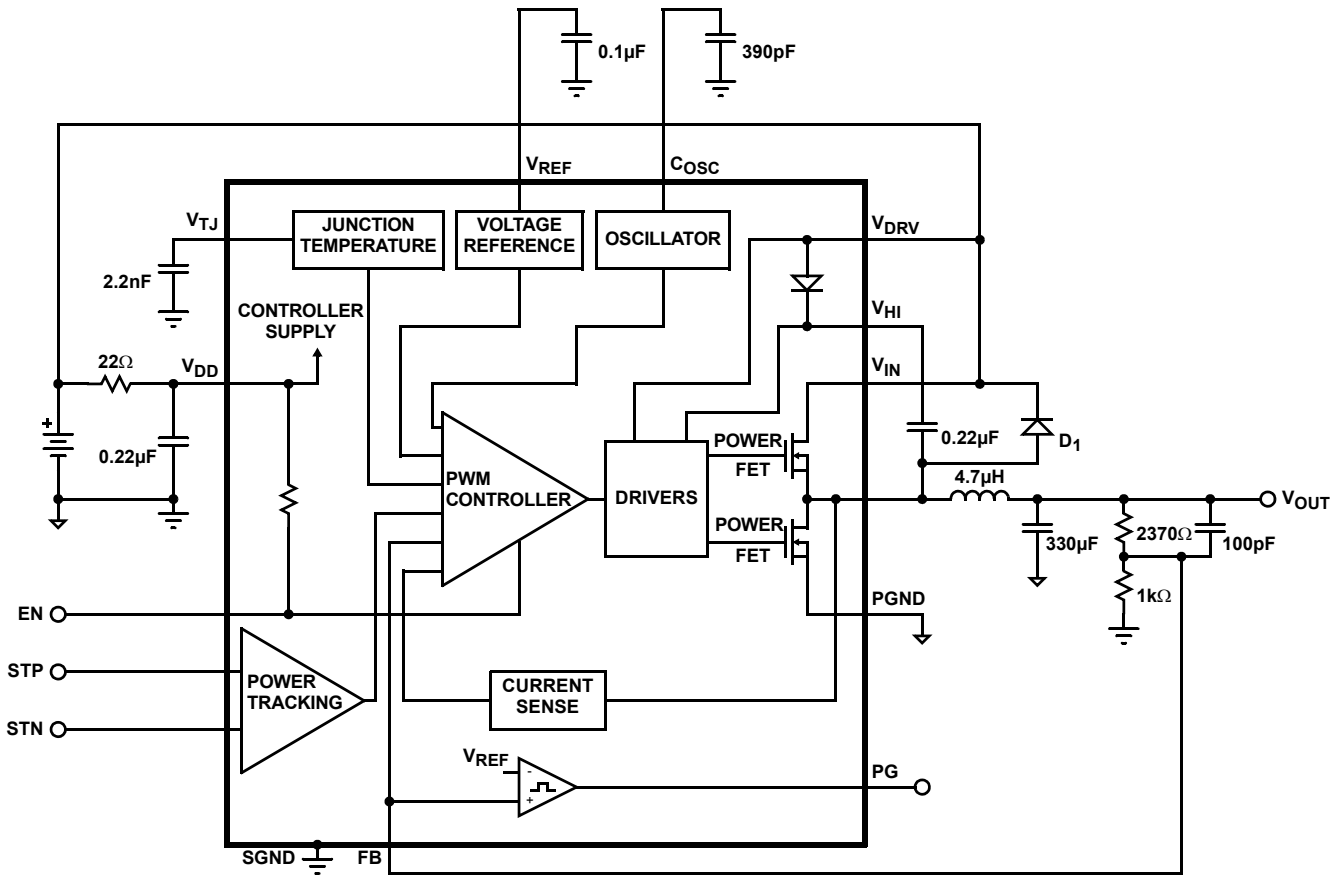 0.1µF
390pF
VREF
COSC
VTJ
JUNCTION
TEMPERATURE
VOLTAGE
REFERENCE
OSCILLATOR
VDRV
2.2nF
CONTROLLER
SUPPLY
VHI
22Ω
VDD
VIN
+
0.22µF
0.22µF
D1
POWER
FET
PWM
CONTROLLER
DRIVERS
4.7µH
VOUT
POWER
FET
330µF
2370Ω
100pF
1kΩ
EN
PGND
STP
POWER
TRACKING
CURRENT
SENSE
STN
VREF
-
+
PG
SGND
FB